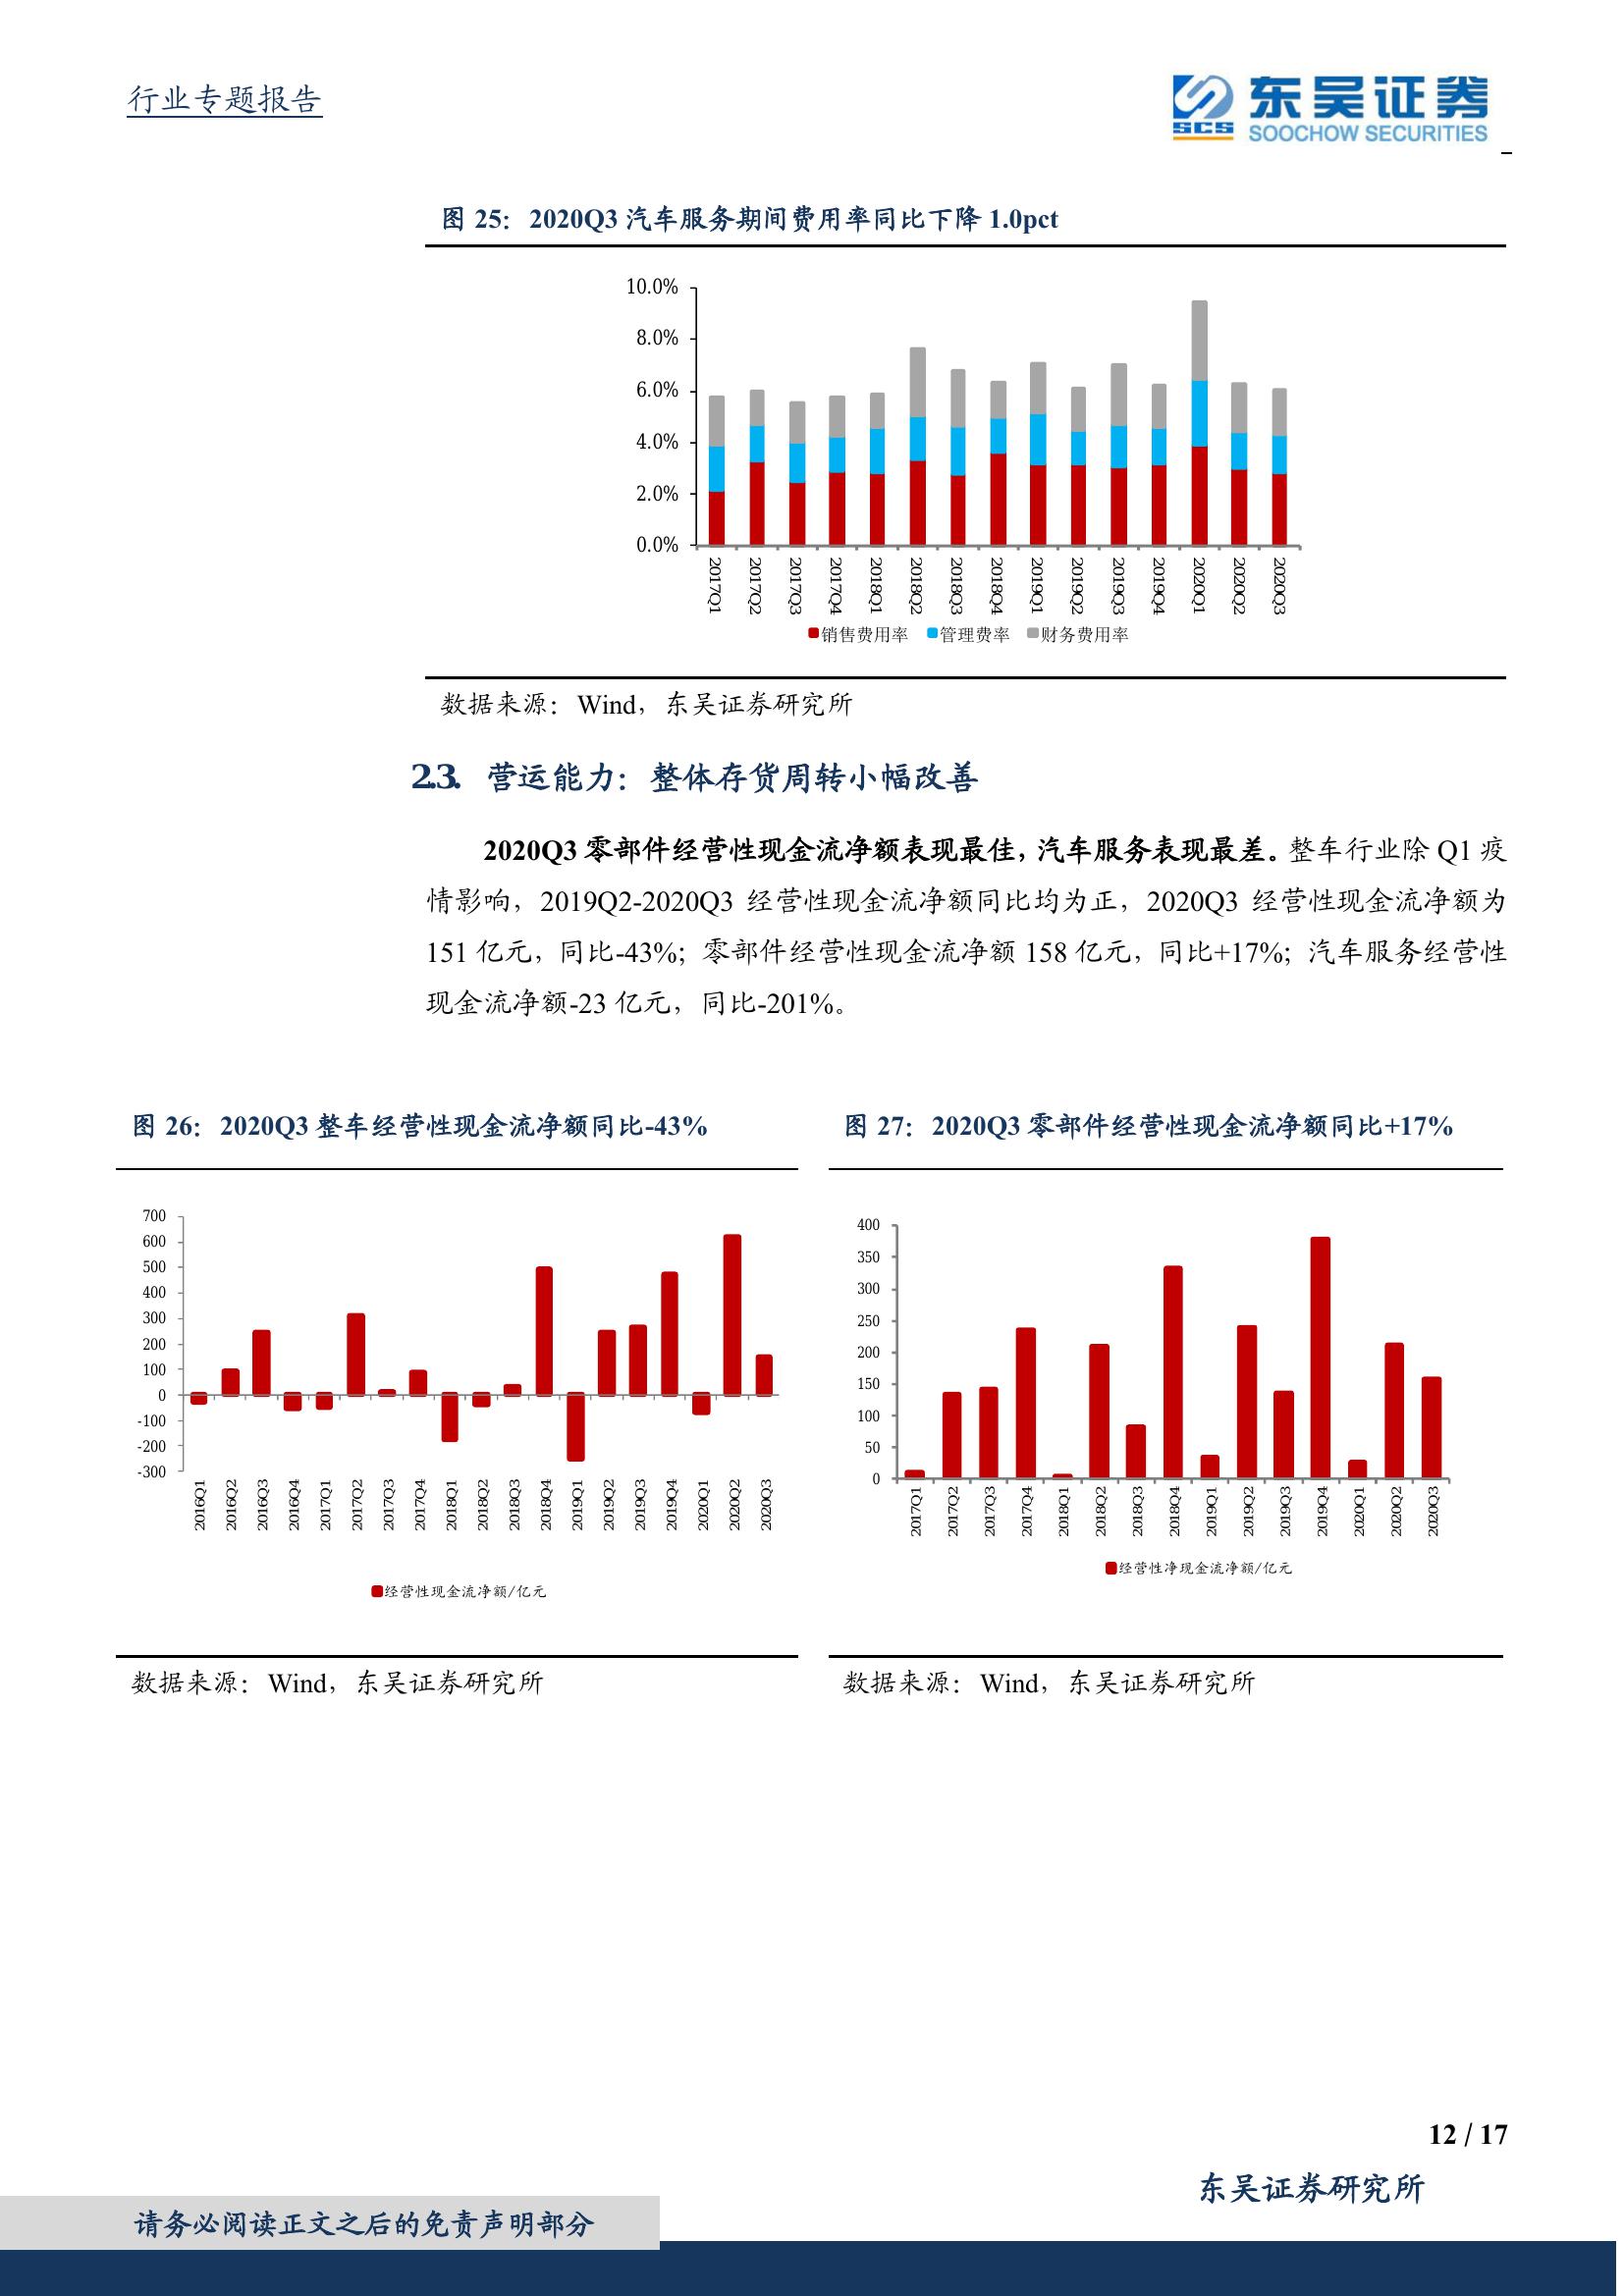 行业专题报告
东吴证券
SCS
SOOCHOW SECURITIES
图 25：2020Q3 汽车服务期间费用率同比下降 1.0pct
10.0%
8.0%
6.0%
4.0%
2.0%
0.0%
2017Q1 2017Q2 2017Q3 2017Q4 2018Q1 2018Q2 2018Q3 2018Q4 2019Q1 2019Q2 2019Q3 2019Q4 2020Q1 2020Q2 2020Q3
销售费用率 管理费率 财务费用率
数据来源：Wind，东吴证券研究所
2.3. 营运能力：整体存货周转小幅改善
2020Q3 零部件经营性现金流净额表现最佳，汽车服务表现最差。整车行业除 Q1 疫
情影响，2019Q2-2020Q3 经营性现金流净额同比均为正，2020Q3 经营性现金流净额为
151 亿元，同比-43%；零部件经营性现金流净额 158 亿元，同比+17%；汽车服务经营性
现金流净额-23 亿元，同比-201%。
图 26：2020Q3 整车经营性现金流净额同比-43%
700
600
500
400
300
200
100
0
-100
-200
-300
2016Q1 2016Q2 2016Q3 2016Q4 2017Q1 2017Q2 2017Q3 2017Q4 2018Q1 2018Q2 2018Q3 2018Q4 2019Q1 2019Q2 2019Q3 2019Q4 2020Q1 2020Q2 2020Q3
经营性现金流净额/亿元
数据来源：Wind，东吴证券研究所
图 27：2020Q3 零部件经营性现金流净额同比+17%
400
350
300
250
200
150
100
50
0
2017Q1 2017Q2 2017Q3 2017Q4 2018Q1 2018Q2 2018Q3 2018Q4 2019Q1 2019Q2 2019Q3 2019Q4 2020Q1 2020Q2 2020Q3
经营性净现金流净额/亿元
数据来源：Wind，东吴证券研究所
12 / 17
东吴证券研究所
请务必阅读正文之后的免责声明部分